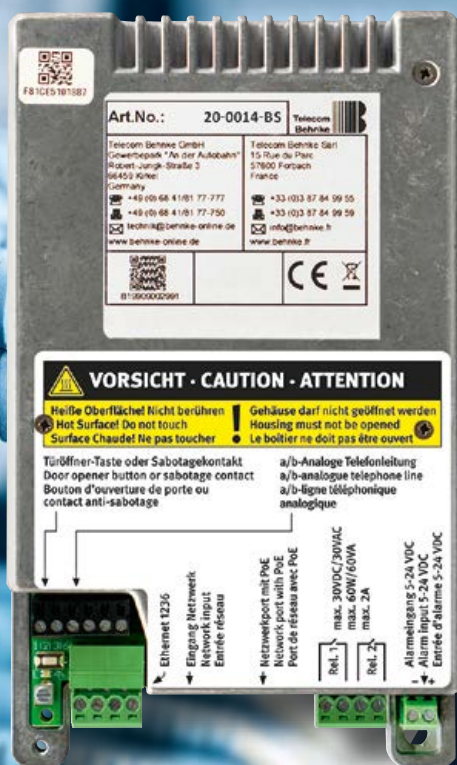 F81CE5101887
Art.No.: 20-0014-BS
Telecom Behnke
Telecom Behnke GmbH
Gewerbepark "An der Autobahn"
Robert-Jungk-Straße 3
66459 Kirkel
Germany
+49 (0) 68 41/81 77-777
+49 (0) 68 41/81 77-750
technik@behnke-online.de
www.behnke-online.de
Telecom Behnke Sarl
15 Rue du Parc
57600 Forbach
France
+33 (0)3 87 84 99 55
+33 (0)3 87 84 99 59
info@behnke.fr
www.behnke.fr
B19909002991
CE
VORSICHT · CAUTION · ATTENTION
Heiße Oberfläche! Nicht berühren
Hot Surface! Do not touch
Surface Chaude! Ne pas toucher
!
Gehäuse darf nicht geöffnet werden
Housing must not be opened
Le boîtier ne doit pas être ouvert
Türöffner-Taste oder Sabotagekontakt
Door opener button or sabotage contact
Bouton d'ouverture de porte ou
contact anti-sabotage
a/b-Analoge Telefonleitung
a/b-analogue telephone line
a/b-ligne téléphonique
analogique
Ethernet 1236
Eingang Netzwerk
Network input
Entrée réseau
Netzwerkport mit PoE
Network port with PoE
Port de réseau avec PoE
Rel. 1
max. 30VDC/30VAC
max. 60W/60VA
max. 2A
Rel. 2
Alarmeingang 5-24 VDC
Alarm input 5-24 VDC
Entrée d'alarme 5-24 VDC
- +